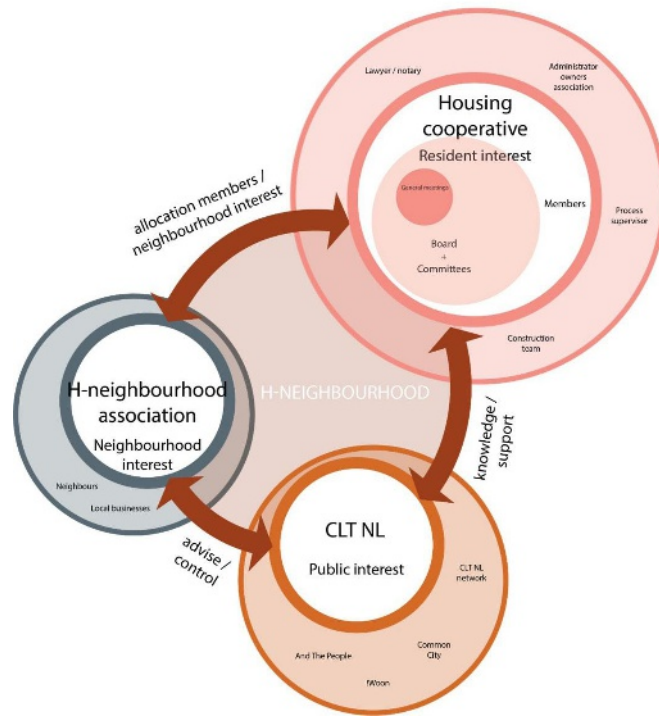 Lawyer / notary
Administrator
owners
association
Housing
cooperative
Resident interest
General meetings
Members
Process
supervisor
Board
+
Committees
Construction
team
allocation members /
neighbourhood interest
H-neighbourhood
association
Neighbourhood
interest
Neighbours
Local businesses
H-NEIGHBOURHOOD
knowledge /
support
advise /
control
CLT NL
Public interest
CLT NL
network
Common
City
And The People
!Woon